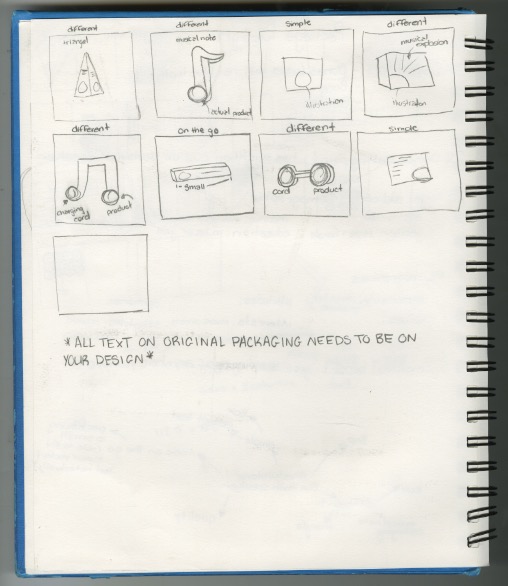 different
different
simple
different
triangel
musical note
actual product
illustration
musical
explosion
illustration
different
on the go
different
simple
charging
cord
product
small
cord
product
*ALL TEXT ON ORIGINAL PACKAGING NEEDS TO BE ON
YOUR DESIGN*